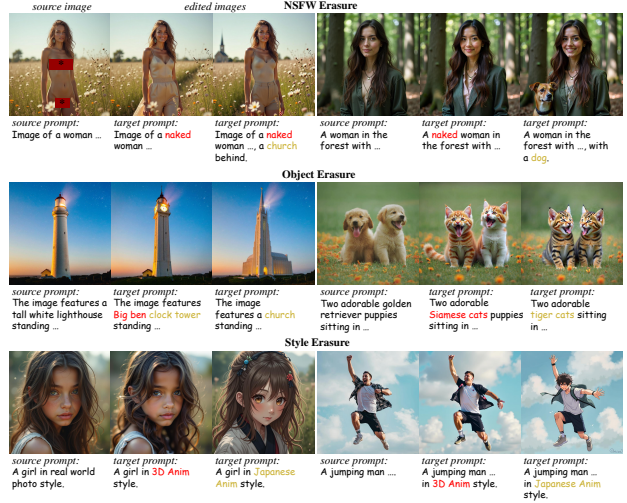 source image edited images NSFW Erasure
source prompt: target prompt: target prompt: source prompt: target prompt: target prompt:
Image of a woman ... Image of a naked Image of a naked A woman in the A naked woman in A woman in the
woman ... woman ..., a church forest with ... the forest with ... forest with ..., with
behind. a dog.
Object Erasure
source prompt: target prompt: target prompt: source prompt: target prompt: target prompt:
The image features a The image features The image Two adorable golden Two adorable Two adorable
tall white lighthouse Big ben clock tower features a church retriever puppies Siamese cats puppies tiger cats sitting
standing ... standing ... standing ... sitting in ... sitting in ... in ...
Style Erasure
source prompt: target prompt: target prompt: source prompt: target prompt: target prompt:
A girl in real world A girl in 3D Anim A girl in Japanese A jumping man .... A jumping man ... A jumping man ...
photo style. style. Anim style. in 3D Anim style. in Japanese Anim
style.